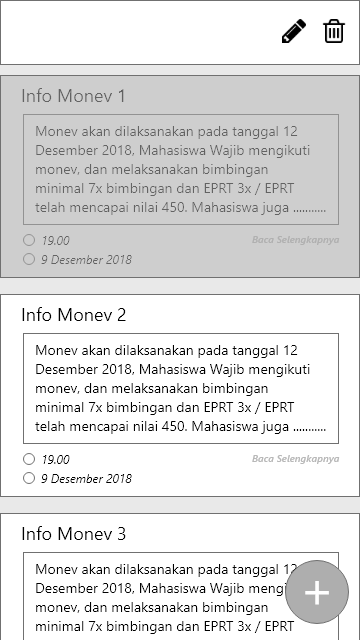 Info Monev 1
Monev akan dilaksanakan pada tanggal 12
Desember 2018, Mahasiswa Wajib mengikuti
monev, dan melaksanakan bimbingan
minimal 7x bimbingan dan EPRT 3x / EPRT
telah mencapai nilai 450. Mahasiswa juga ...........
19.00
Baca Selengkapnya
9 Desember 2018
Info Monev 2
Monev akan dilaksanakan pada tanggal 12
Desember 2018, Mahasiswa Wajib mengikuti
monev, dan melaksanakan bimbingan
minimal 7x bimbingan dan EPRT 3x / EPRT
telah mencapai nilai 450. Mahasiswa juga ...........
19.00
Baca Selengkapnya
9 Desember 2018
Info Monev 3
Monev akan dilaksanakan pada tanggal 12
Desember 2018, Mahasiswa Wajib
monev, dan melaksanakan bimbingan
minimal 7x bimbingan dan EPRT 3x / EPRT